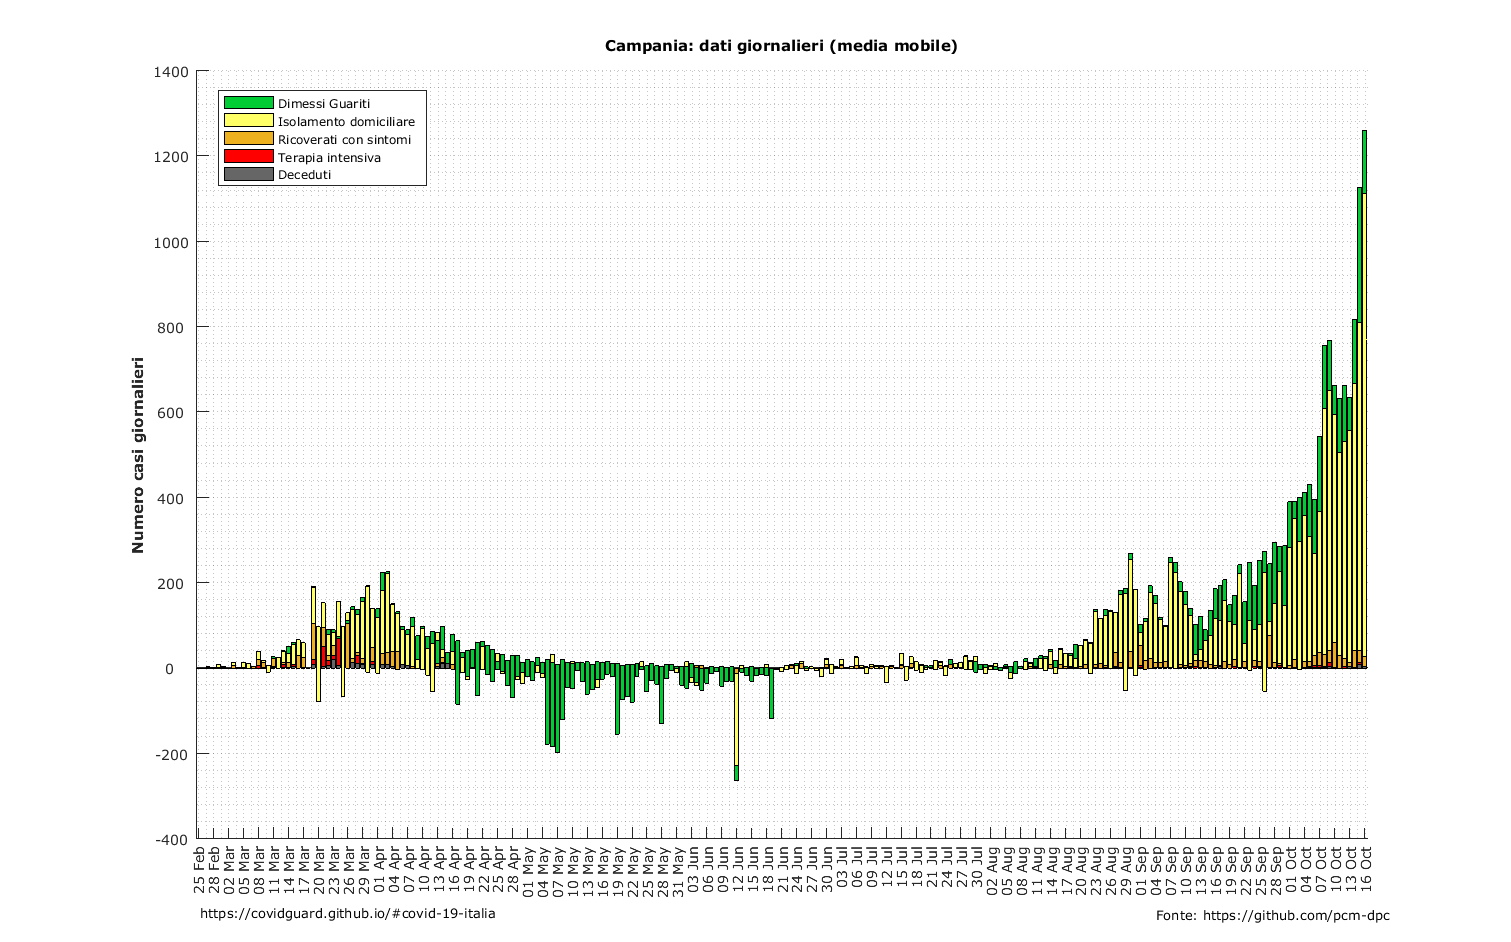 Campania: dati giornalieri (media mobile)
Numero casi giornalieri
1400
1200
1000
800
600
400
200
0
-200
-400
Dimessi Guariti
Isolamento domiciliare
Ricoverati con sintomi
Terapia intensiva
Deceduti
25 Feb
28 Feb
02 Mar
05 Mar
08 Mar
11 Mar
14 Mar
17 Mar
20 Mar
23 Mar
26 Mar
29 Mar
01 Apr
04 Apr
07 Apr
10 Apr
13 Apr
16 Apr
19 Apr
22 Apr
25 Apr
28 Apr
01 May
04 May
07 May
10 May
13 May
16 May
19 May
22 May
25 May
28 May
31 May
03 Jun
06 Jun
09 Jun
12 Jun
15 Jun
18 Jun
21 Jun
24 Jun
27 Jun
30 Jun
03 Jul
06 Jul
09 Jul
12 Jul
15 Jul
18 Jul
21 Jul
24 Jul
27 Jul
30 Jul
02 Aug
05 Aug
08 Aug
11 Aug
14 Aug
17 Aug
20 Aug
23 Aug
26 Aug
29 Aug
01 Sep
04 Sep
07 Sep
10 Sep
13 Sep
16 Sep
19 Sep
22 Sep
25 Sep
28 Sep
01 Oct
04 Oct
07 Oct
10 Oct
13 Oct
16 Oct
https://covidguard.github.io/#covid-19-italia
Fonte: https://github.com/pcm-dpc